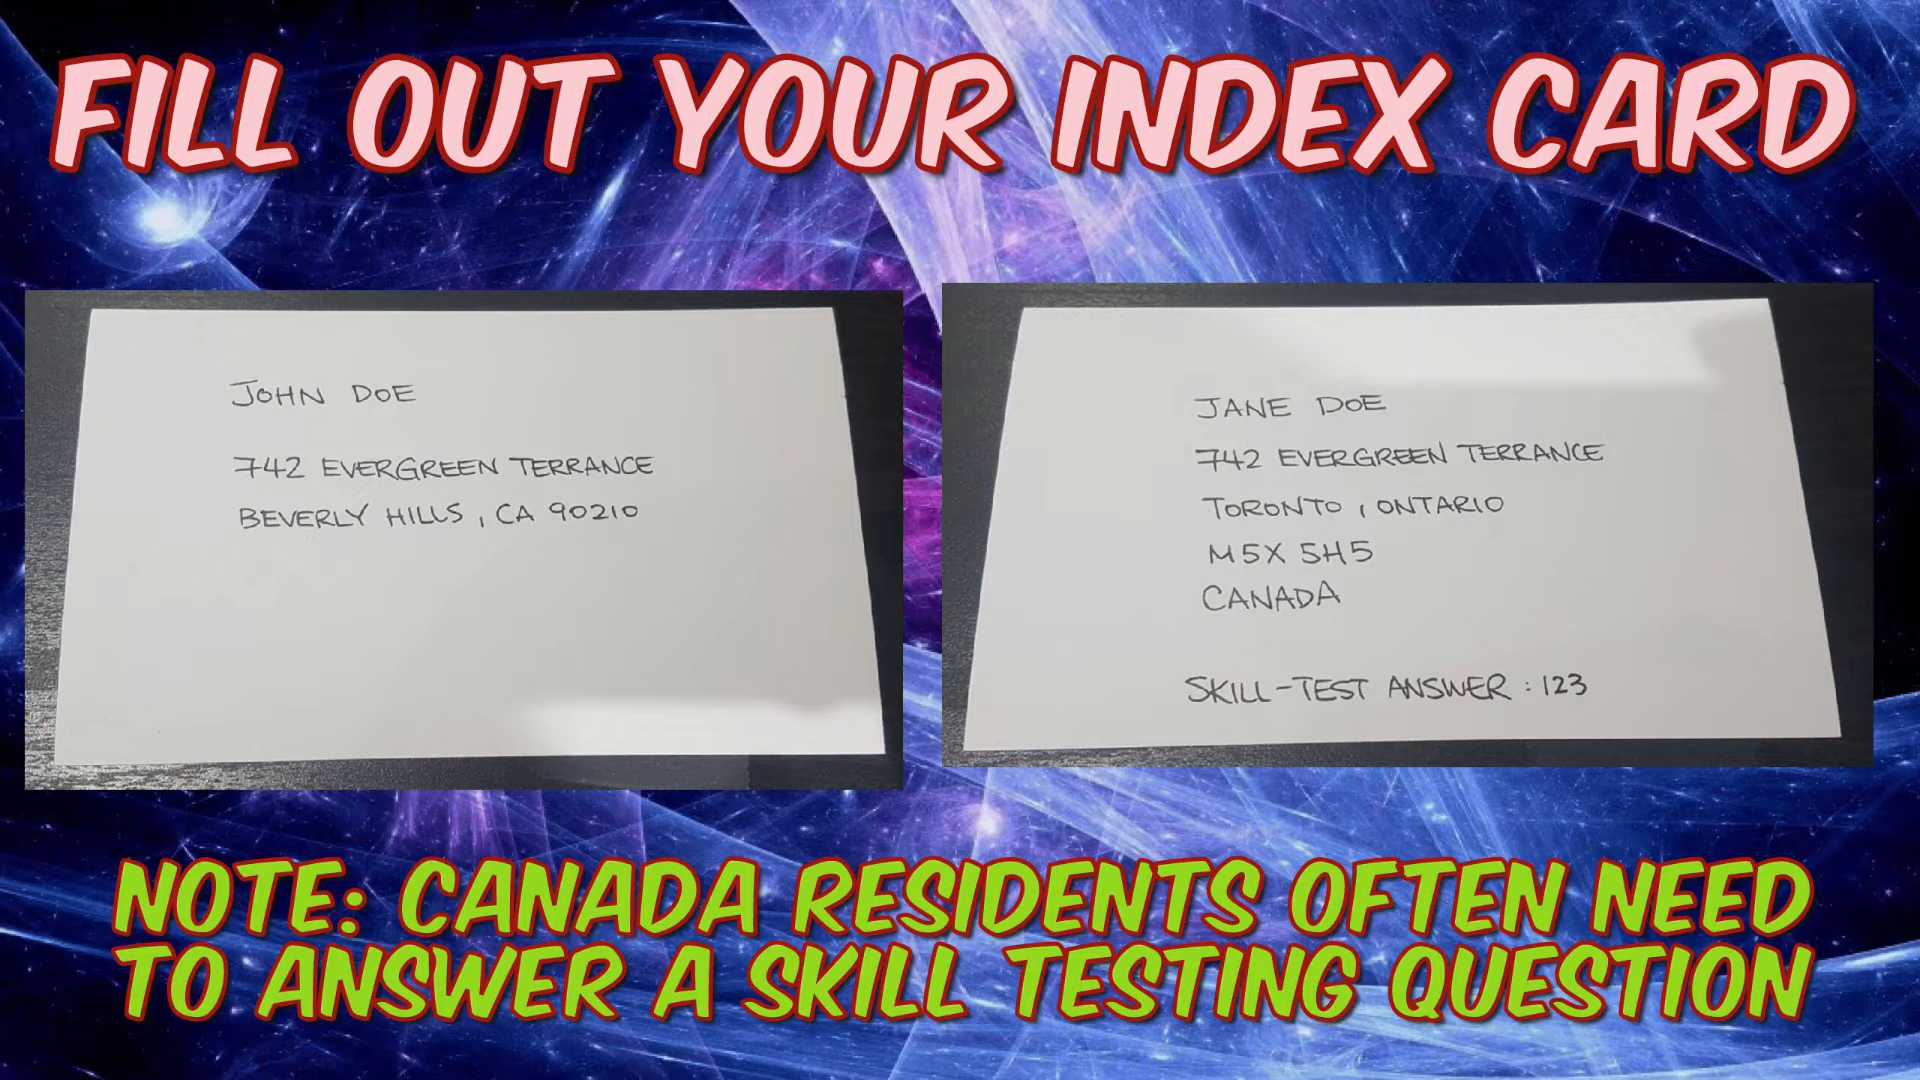 FILL OUT YOUR INDEX CARD
JOHN DOE
742 EVERGREEN TERRANCE
BEVERLY HILLS, CA 90210
JANE DOE
742 EVERGREEN TERRANCE
TORONTO, ONTARIO
M5X 5H5
CANADA
SKILL-TEST ANSWER: 123
NOTE: CANADA RESIDENTS OFTEN NEED
TO ANSWER A SKILL TESTING QUESTION